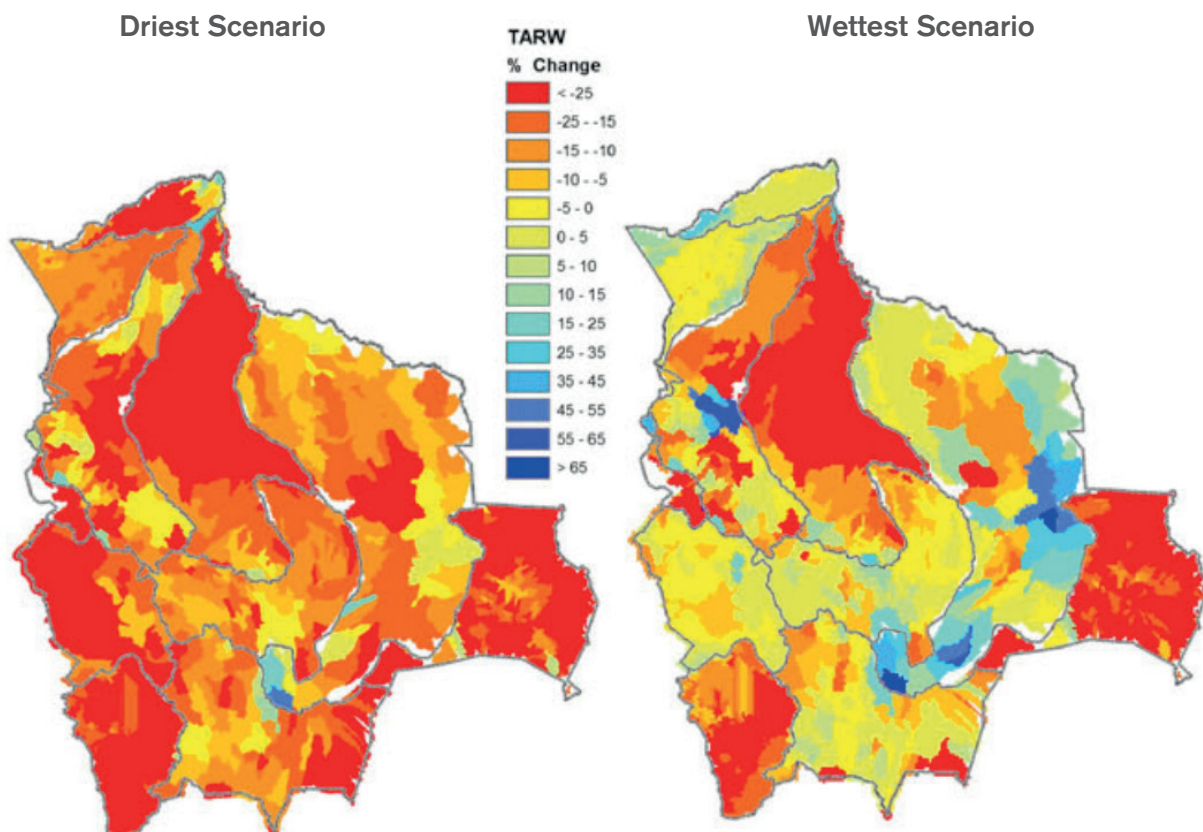 Driest Scenario
Wettest Scenario
TARW
% Change
< -25
-25 - -15
-15 - -10
-10 - -5
-5 - 0
0 - 5
5 - 10
10 - 15
15 - 25
25 - 35
35 - 45
45 - 55
55 - 65
> 65